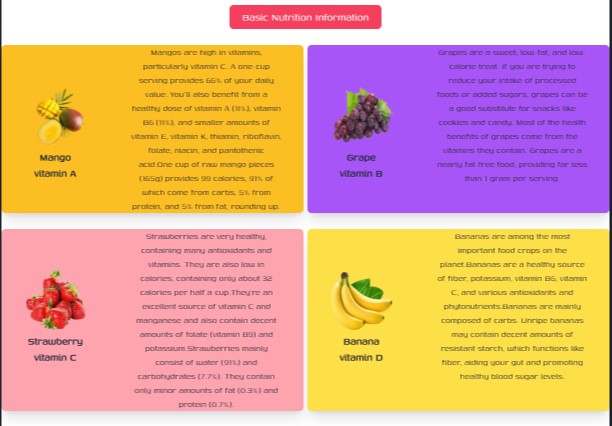 Basic Nutrition Information
Mangos are high in vitamins,
particularly vitamin C. A one-cup
serving provides 66% of your daily
value. You'll also benefit from a
healthy dose of vitamin A (11%), vitamin
B6 (11%), and smaller amounts of
vitamin E, vitamin K, thiamin, riboflavin,
folate, niacin, and pantothenic
acid.One cup of raw mango pieces
(165g) provides 99 calories, 91% of
which come from carbs, 5% from
protein, and 5% from fat, rounding up.
Mango
vitamin A
Grapes are a sweet, low-fat, and low-
calorie treat. If you are trying to
reduce your intake of processed
foods or added sugars, grapes can be
a good substitute for snacks like
cookies and candy. Most of the health
benefits of grapes come from the
vitamins they contain. Grapes are a
nearly fat free food, providing far less
than 1 gram per serving.
Grape
vitamin B
Strawberries are very healthy,
containing many antioxidants and
vitamins. They are also low in
calories, containing only about 32
calories per half a cup.They're an
excellent source of vitamin C and
manganese and also contain decent
amounts of folate (vitamin B9) and
potassium.Strawberries mainly
consist of water (91%) and
carbohydrates (7.7%). They contain
only minor amounts of fat (0.3%) and
protein (0.7%).
Strawberry
vitamin C
Bananas are among the most
important food crops on the
planet.Bananas are a healthy source
of fiber, potassium, vitamin B6, vitamin
C, and various antioxidants and
phytonutrients.Bananas are mainly
composed of carbs. Unripe bananas
may contain decent amounts of
resistant starch, which functions like
fiber, aiding your gut and promoting
healthy blood sugar levels.
Banana
vitamin D